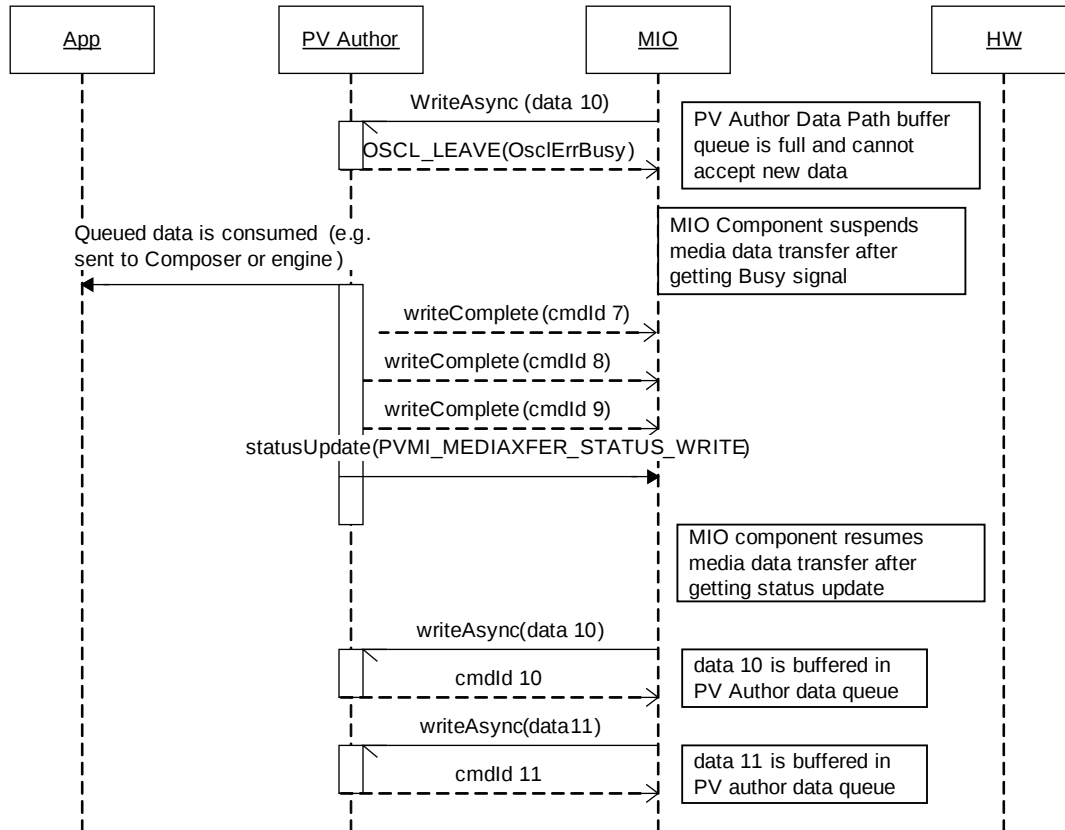 App
PV Author
MIO
HW
WriteAsync (data 10)
PV Author Data Path buffer
queue is full and cannot
accept new data
OSCL_LEAVE(OsclErrBusy)
MIO Component suspends
media data transfer after
getting Busy signal
Queued data is consumed (e.g.
sent to Composer or engine)
writeComplete(cmdId 7)
writeComplete(cmdId 8)
writeComplete(cmdId 9)
statusUpdate(PVMI_MEDIAXFER_STATUS_WRITE)
MIO component resumes
media data transfer after
getting status update
writeAsync(data 10)
cmdId 10
data 10 is buffered in
PV Author data queue
writeAsync(data11)
cmdId 11
data 11 is buffered in
PV author data queue